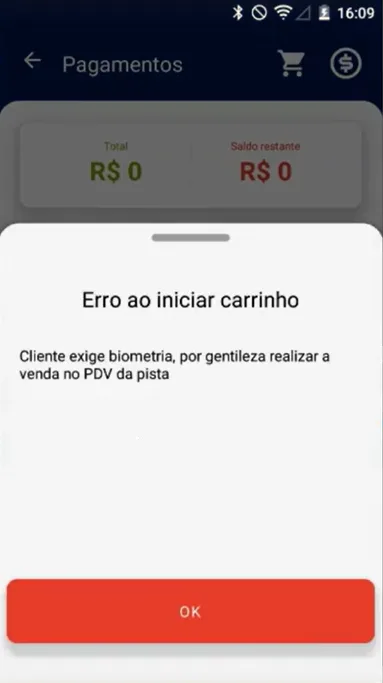 16:09
Pagamentos
Total
Saldo restante
R$ 0
R$ 0
Erro ao iniciar carrinho
Cliente exige biometria, por gentileza realizar a
venda no PDV da pista
OK